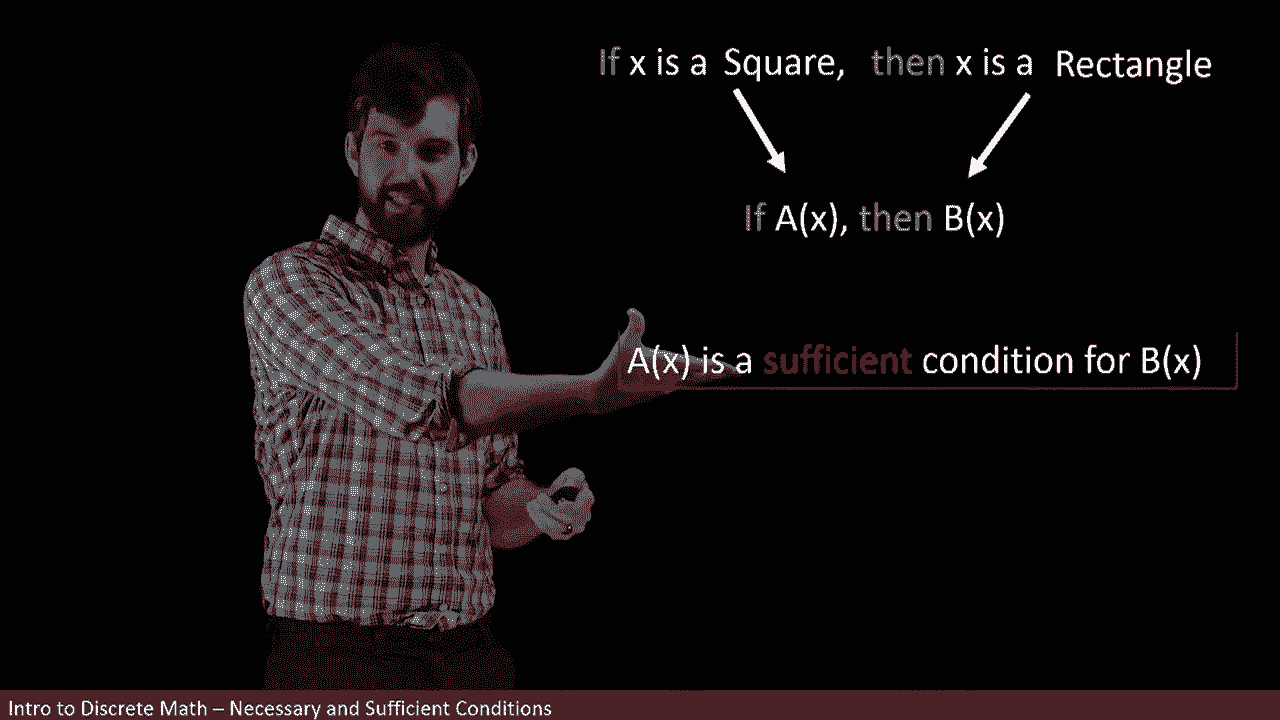 If x is a Square, then x is a Rectangle
If A(x), then B(x)
A(x) is a sufficient condition for B(x)
Intro to Discrete Math – Necessary and Sufficient Conditions